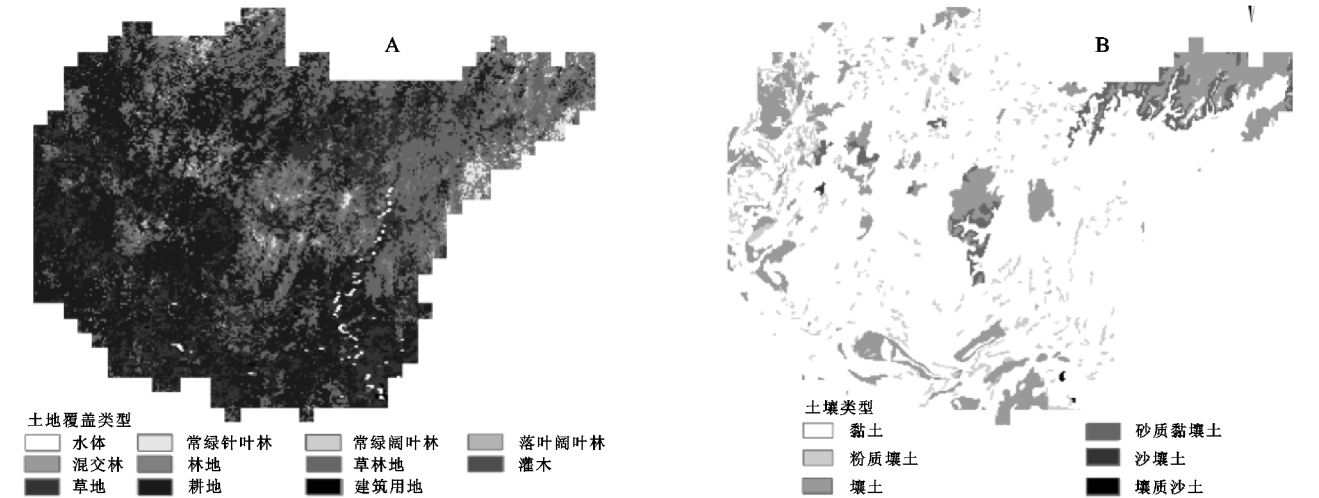 A
B
土地覆盖类型
水体 常绿针叶林 常绿阔叶林 落叶阔叶林
混交林 林地 草林地 灌木
草地 耕地 建筑用地
土壤类型
黏土 砂质黏壤土
粉质壤土 沙壤土
壤土 壤质沙土